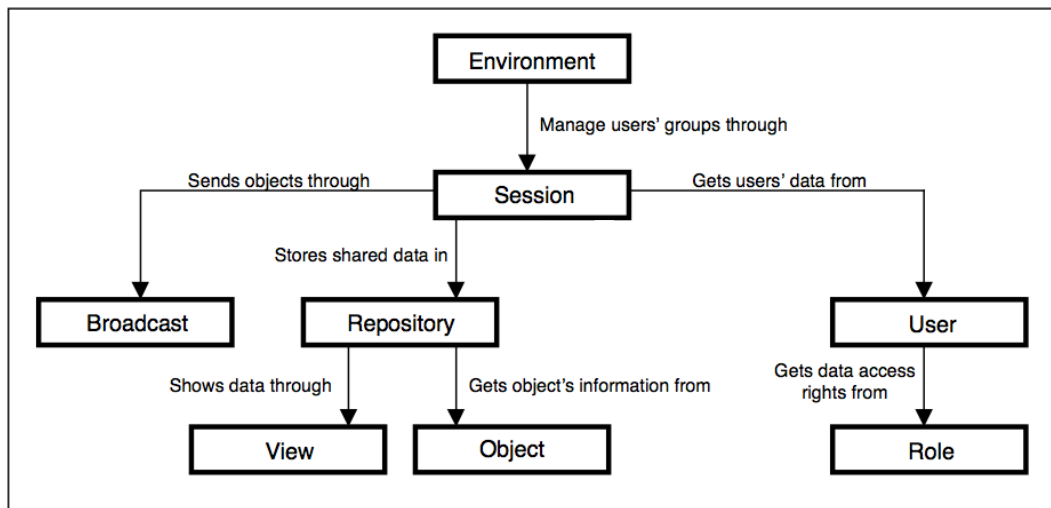 Environment
Manage users’ groups through
Sends objects through
Session
Gets users’ data from
Stores shared data in
Broadcast
Repository
User
Shows data through
Gets object’s information from
Gets data access
rights from
View
Object
Role